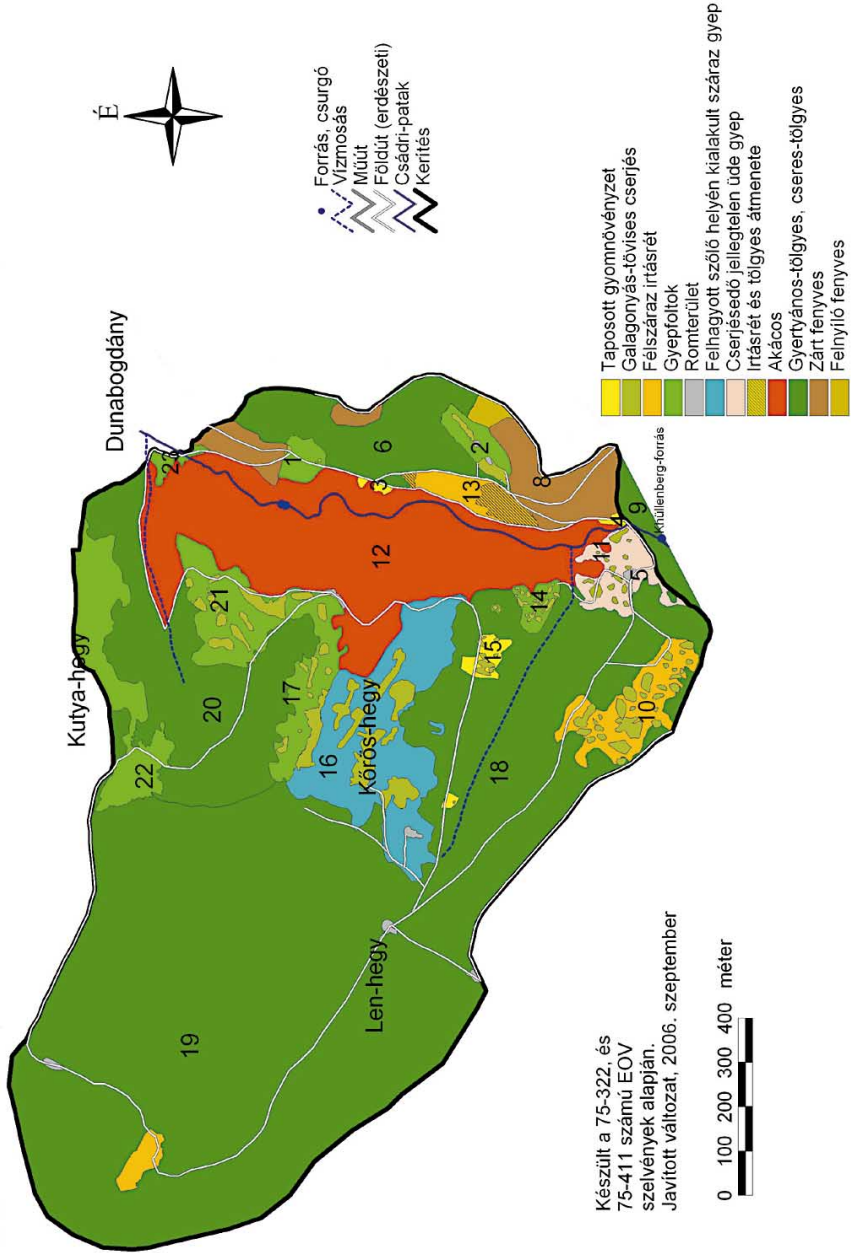 É
Forrás, csurgó
Vizmosás
Műút
Földút (erdészeti)
Csádri-patak
Kerítés
Dunabogdány
Kutya-hegy
23
1
6
2
3
13
8
12
21
20
22
17
16
Kőrös-hegy
14
15
11
4
9
5
Khüllenberg-forrás
18
10
19
Len-hegy
Taposott gyomnövényzet
Galagonyás-tövises cserjés
Félszáraz irtásrét
Gyepfoltok
Romterület
Felhagyott szőlő helyén kialakult száraz gyep
Cserjésedő jellegtelen üde gyep
Irtásrét és tölgyes átmenete
Akácos
Gyertyános-tölgyes, cseres-tölgyes
Zárt fenyves
Felnyíló fenyves
Készült a 75-322, és
75-411 számú EOV
szelvények alapján.
Javított változat, 2006. szeptember
0 100 200 300 400 méter